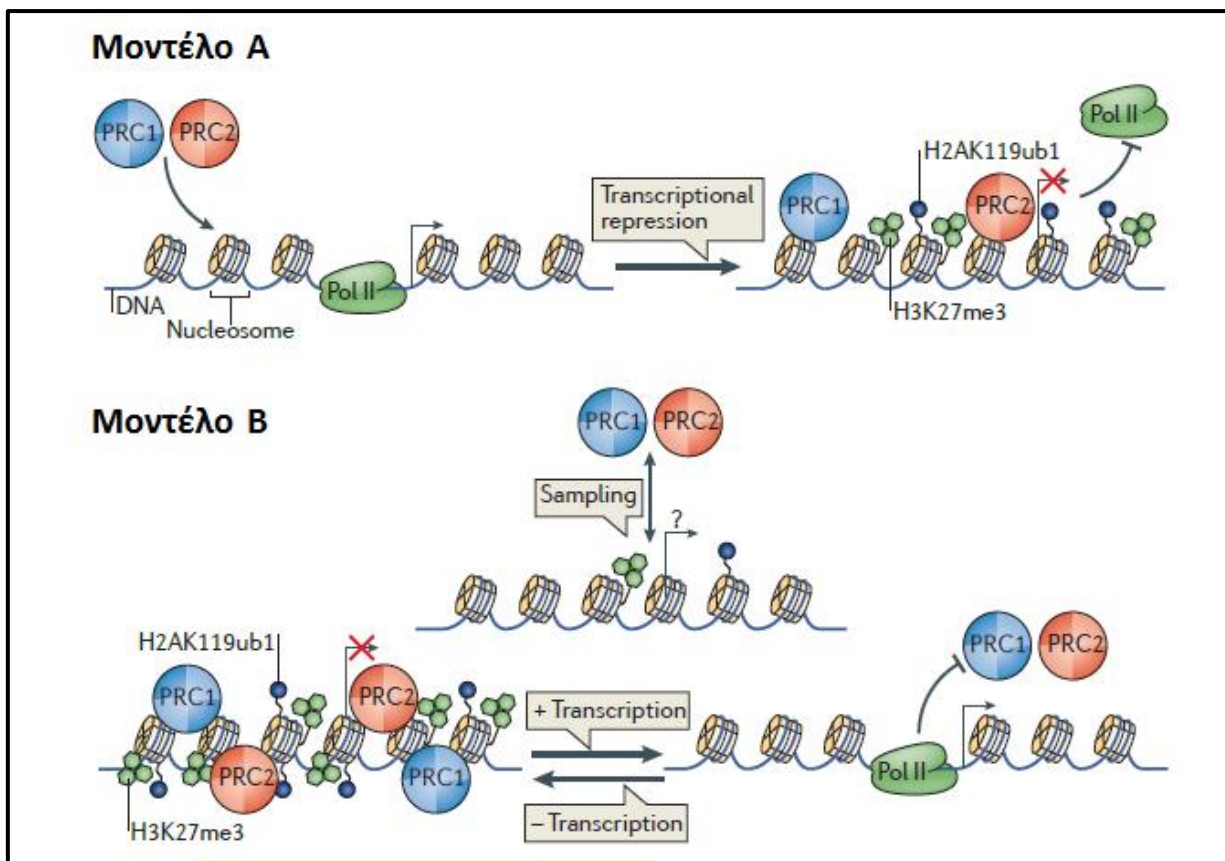 Μοντέλο Α
PRC1
PRC2
Pol II
H2AK119ub1
Transcriptional
repression
PRC1
PRC2
Pol II
DNA
Nucleosome
H3K27me3
Μοντέλο Β
PRC1
PRC2
Sampling
?
H2AK119ub1
PRC1
PRC2
PRC1
PRC2
+ Transcription
Pol II
PRC2
PRC1
– Transcription
H3K27me3